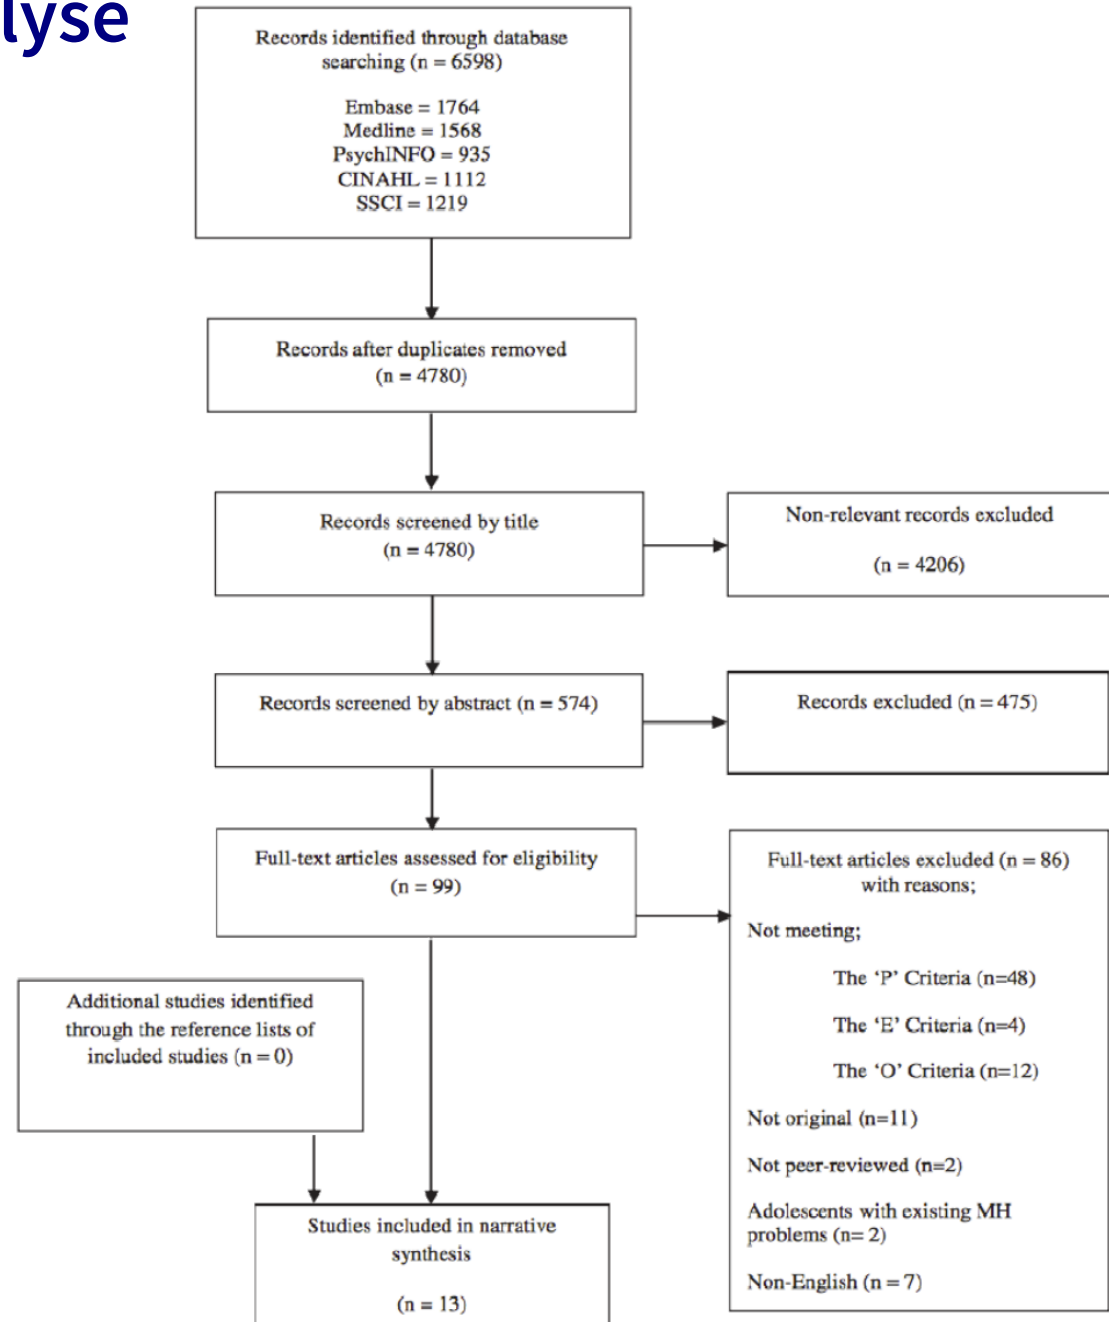 lyse
Records identified through database
searching (n = 6598)
Embase = 1764
Medline = 1568
PsychINFO = 935
CINAHL = 1112
SSCI = 1219
Records after duplicates removed
(n = 4780)
Records screened by title
(n = 4780)
Non-relevant records excluded
(n = 4206)
Records screened by abstract (n = 574)
Records excluded (n = 475)
Full-text articles assessed for eligibility
(n = 99)
Full-text articles excluded (n = 86)
with reasons;
Not meeting;
The ‘P’ Criteria (n=48)
The ‘E’ Criteria (n=4)
The ‘O’ Criteria (n=12)
Not original (n=11)
Not peer-reviewed (n=2)
Adolescents with existing MH
problems (n= 2)
Non-English (n = 7)
Additional studies identified
through the reference lists of
included studies (n = 0)
Studies included in narrative
synthesis
(n = 13)